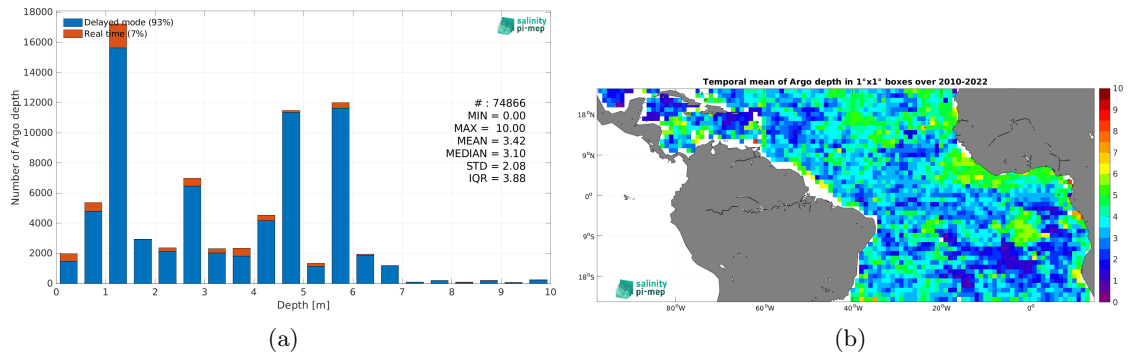 Delayed mode (93%)
Real time (7%)
salinity
pi-mep
Number of Argo depth
18000
16000
14000
12000
10000
8000
6000
4000
2000
0
# : 74866
MIN = 0.00
MAX = 10.00
MEAN = 3.42
MEDIAN = 3.10
STD = 2.08
IQR = 3.88
0 1 2 3 4 5 6 7 8 9 10
Depth [m]
(a)
Temporal mean of Argo depth in 1°x1° boxes over 2010-2022
18°N
9°N
0°
9°S
18°S
80°W 60°W 40°W 20°W 0°
salinity
pi-mep
10
9
8
7
6
5
4
3
2
1
0
(b)